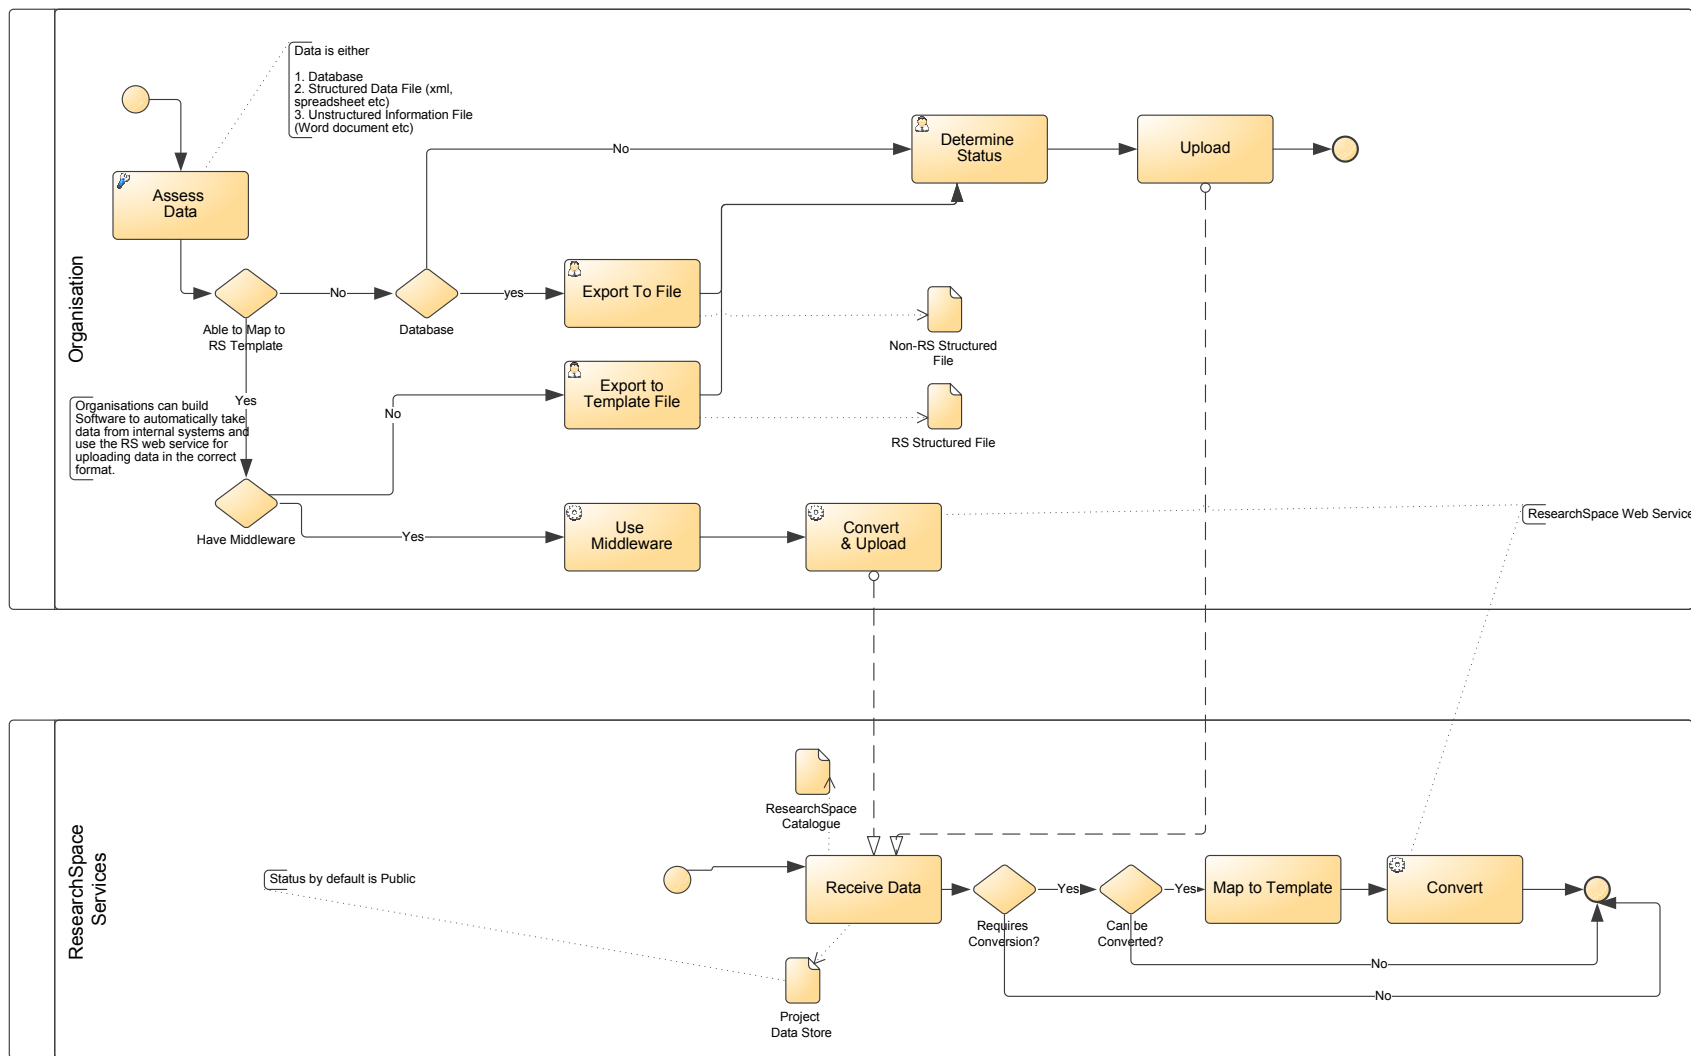 Data is either
1. Database
2. Structured Data File (xml,
spreadsheet etc)
3. Unstructured Information File
(Word document etc)
Assess
Data
No
Determine
Status
Upload
Organisation
Able to Map to
RS Template
No
Database
yes
Export To File
Non-RS Structured
File
Yes
Organisations can build
Software to automatically take
data from internal systems and
use the RS web service for
uploading data in the correct
format.
No
Export to
Template File
RS Structured File
Have Middleware
Yes
Use
Middleware
Convert
& Upload
ResearchSpace Web Service
ResearchSpace
Services
ResearchSpace
Catalogue
Status by default is Public
Receive Data
Requires
Conversion?
Yes
Can be
Converted?
Yes
Map to Template
Convert
No
No
Project
Data Store